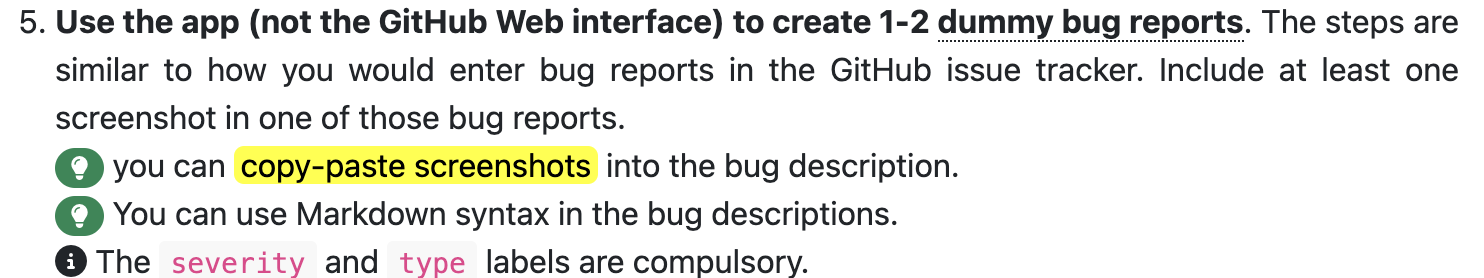 5. Use the app (not the GitHub Web interface) to create 1-2 dummy bug reports. The steps are
similar to how you would enter bug reports in the GitHub issue tracker. Include at least one
screenshot in one of those bug reports.
you can copy-paste screenshots into the bug description.
You can use Markdown syntax in the bug descriptions.
The severity and type labels are compulsory.